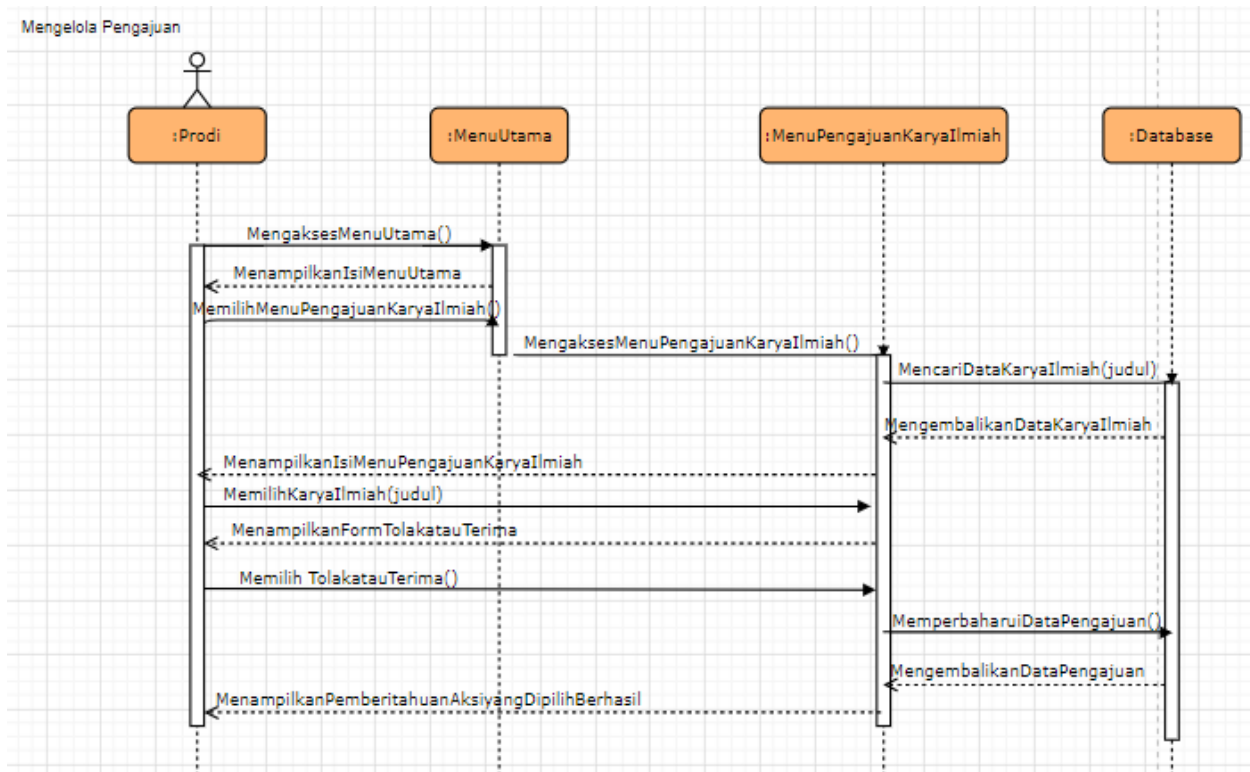 Mengelola Pengajuan
:Prodi
:MenuUtama
:MenuPengajuanKaryaIlmiah
:Database
MengaksesMenuUtama()
MenampilkanIsiMenuUtama
MemilihMenuPengajuanKaryaIlmiah()
MengaksesMenuPengajuanKaryaIlmiah()
MencariDataKaryaIlmiah(judul)
MengembalikanDataKaryaIlmiah
MenampilkanIsiMenuPengajuanKaryaIlmiah
MemilihKaryaIlmiah(judul)
MenampilkanFormTolakatauTerima
Memilih TolakatauTerima()
MemperbaharuiDataPengajuan()
MengembalikanDataPengajuan
MenampilkanPemberitahuanAksiyangDipilihBerhasil